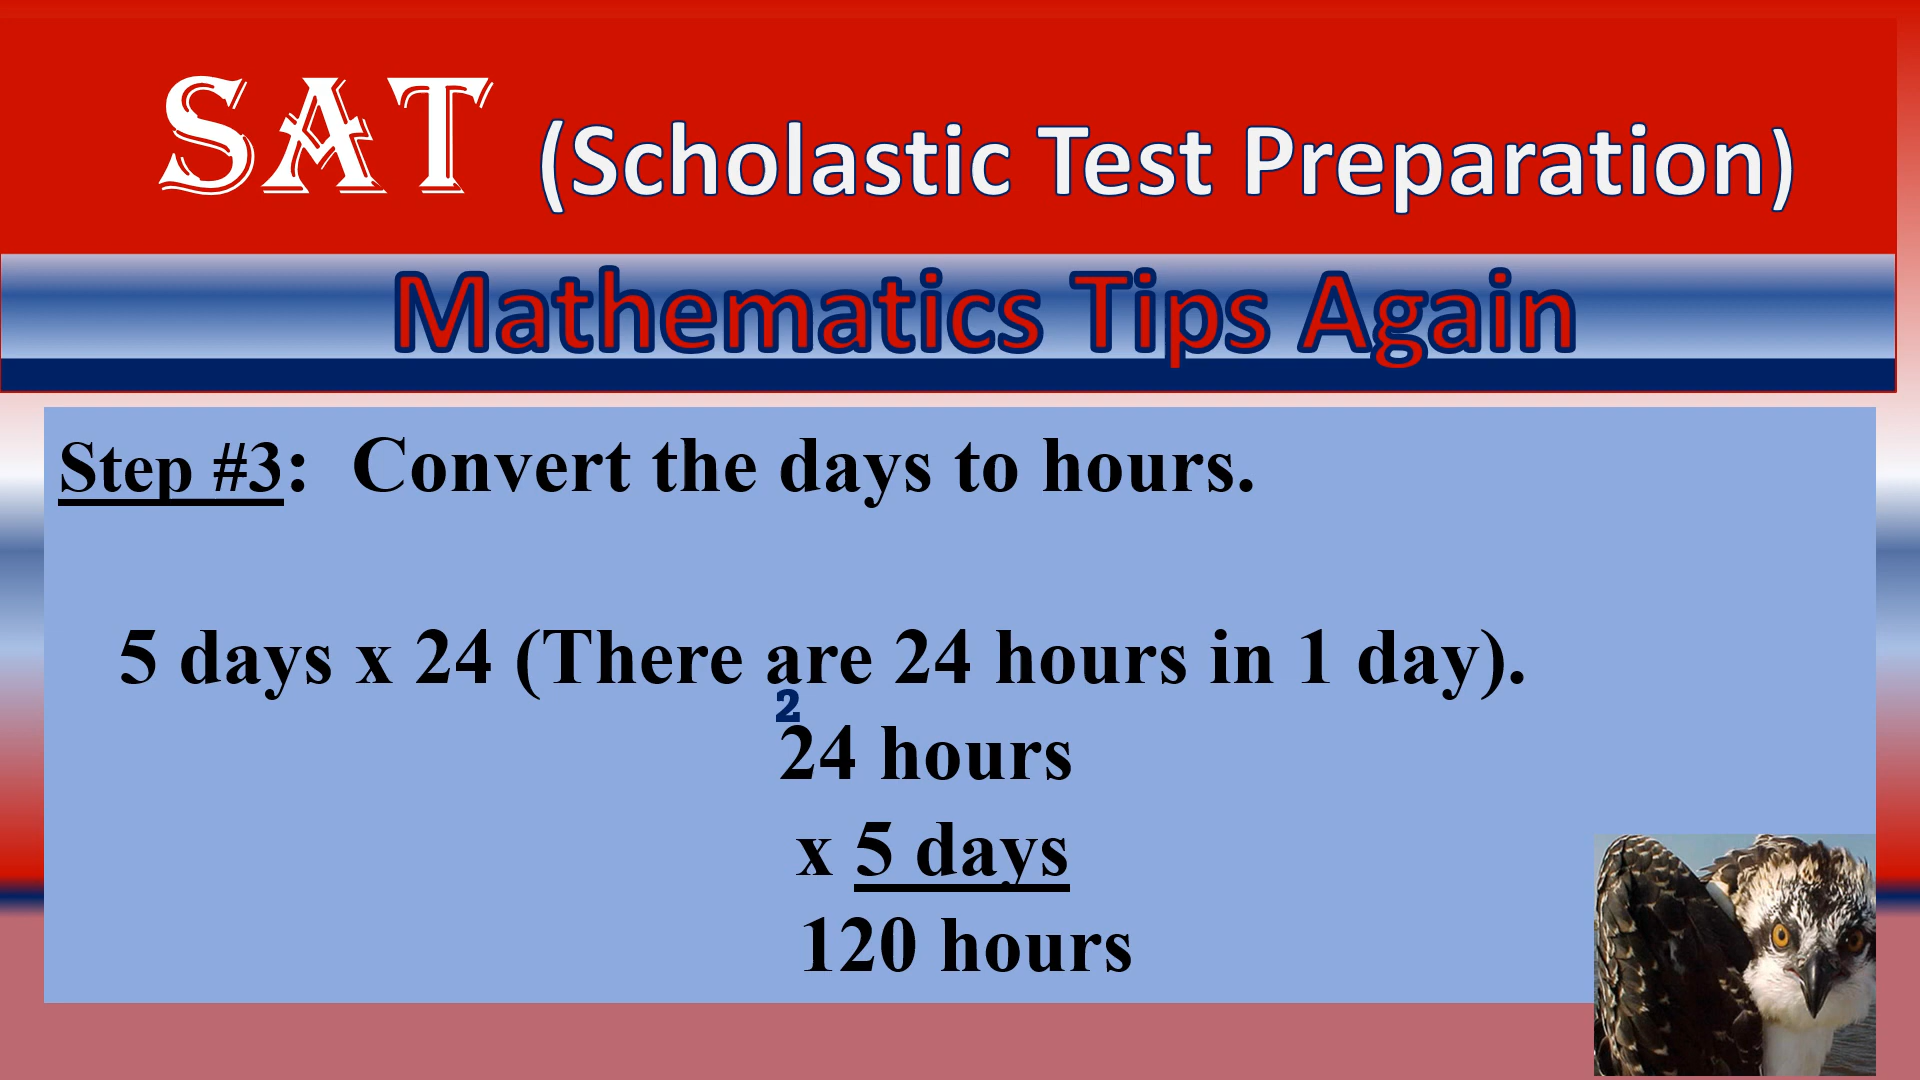 SAT (Scholastic Test Preparation)
Mathematics Tips Again
Step #3: Convert the days to hours.
5 days x 24 (There are 24 hours in 1 day).
2
24 hours
x 5 days
120 hours